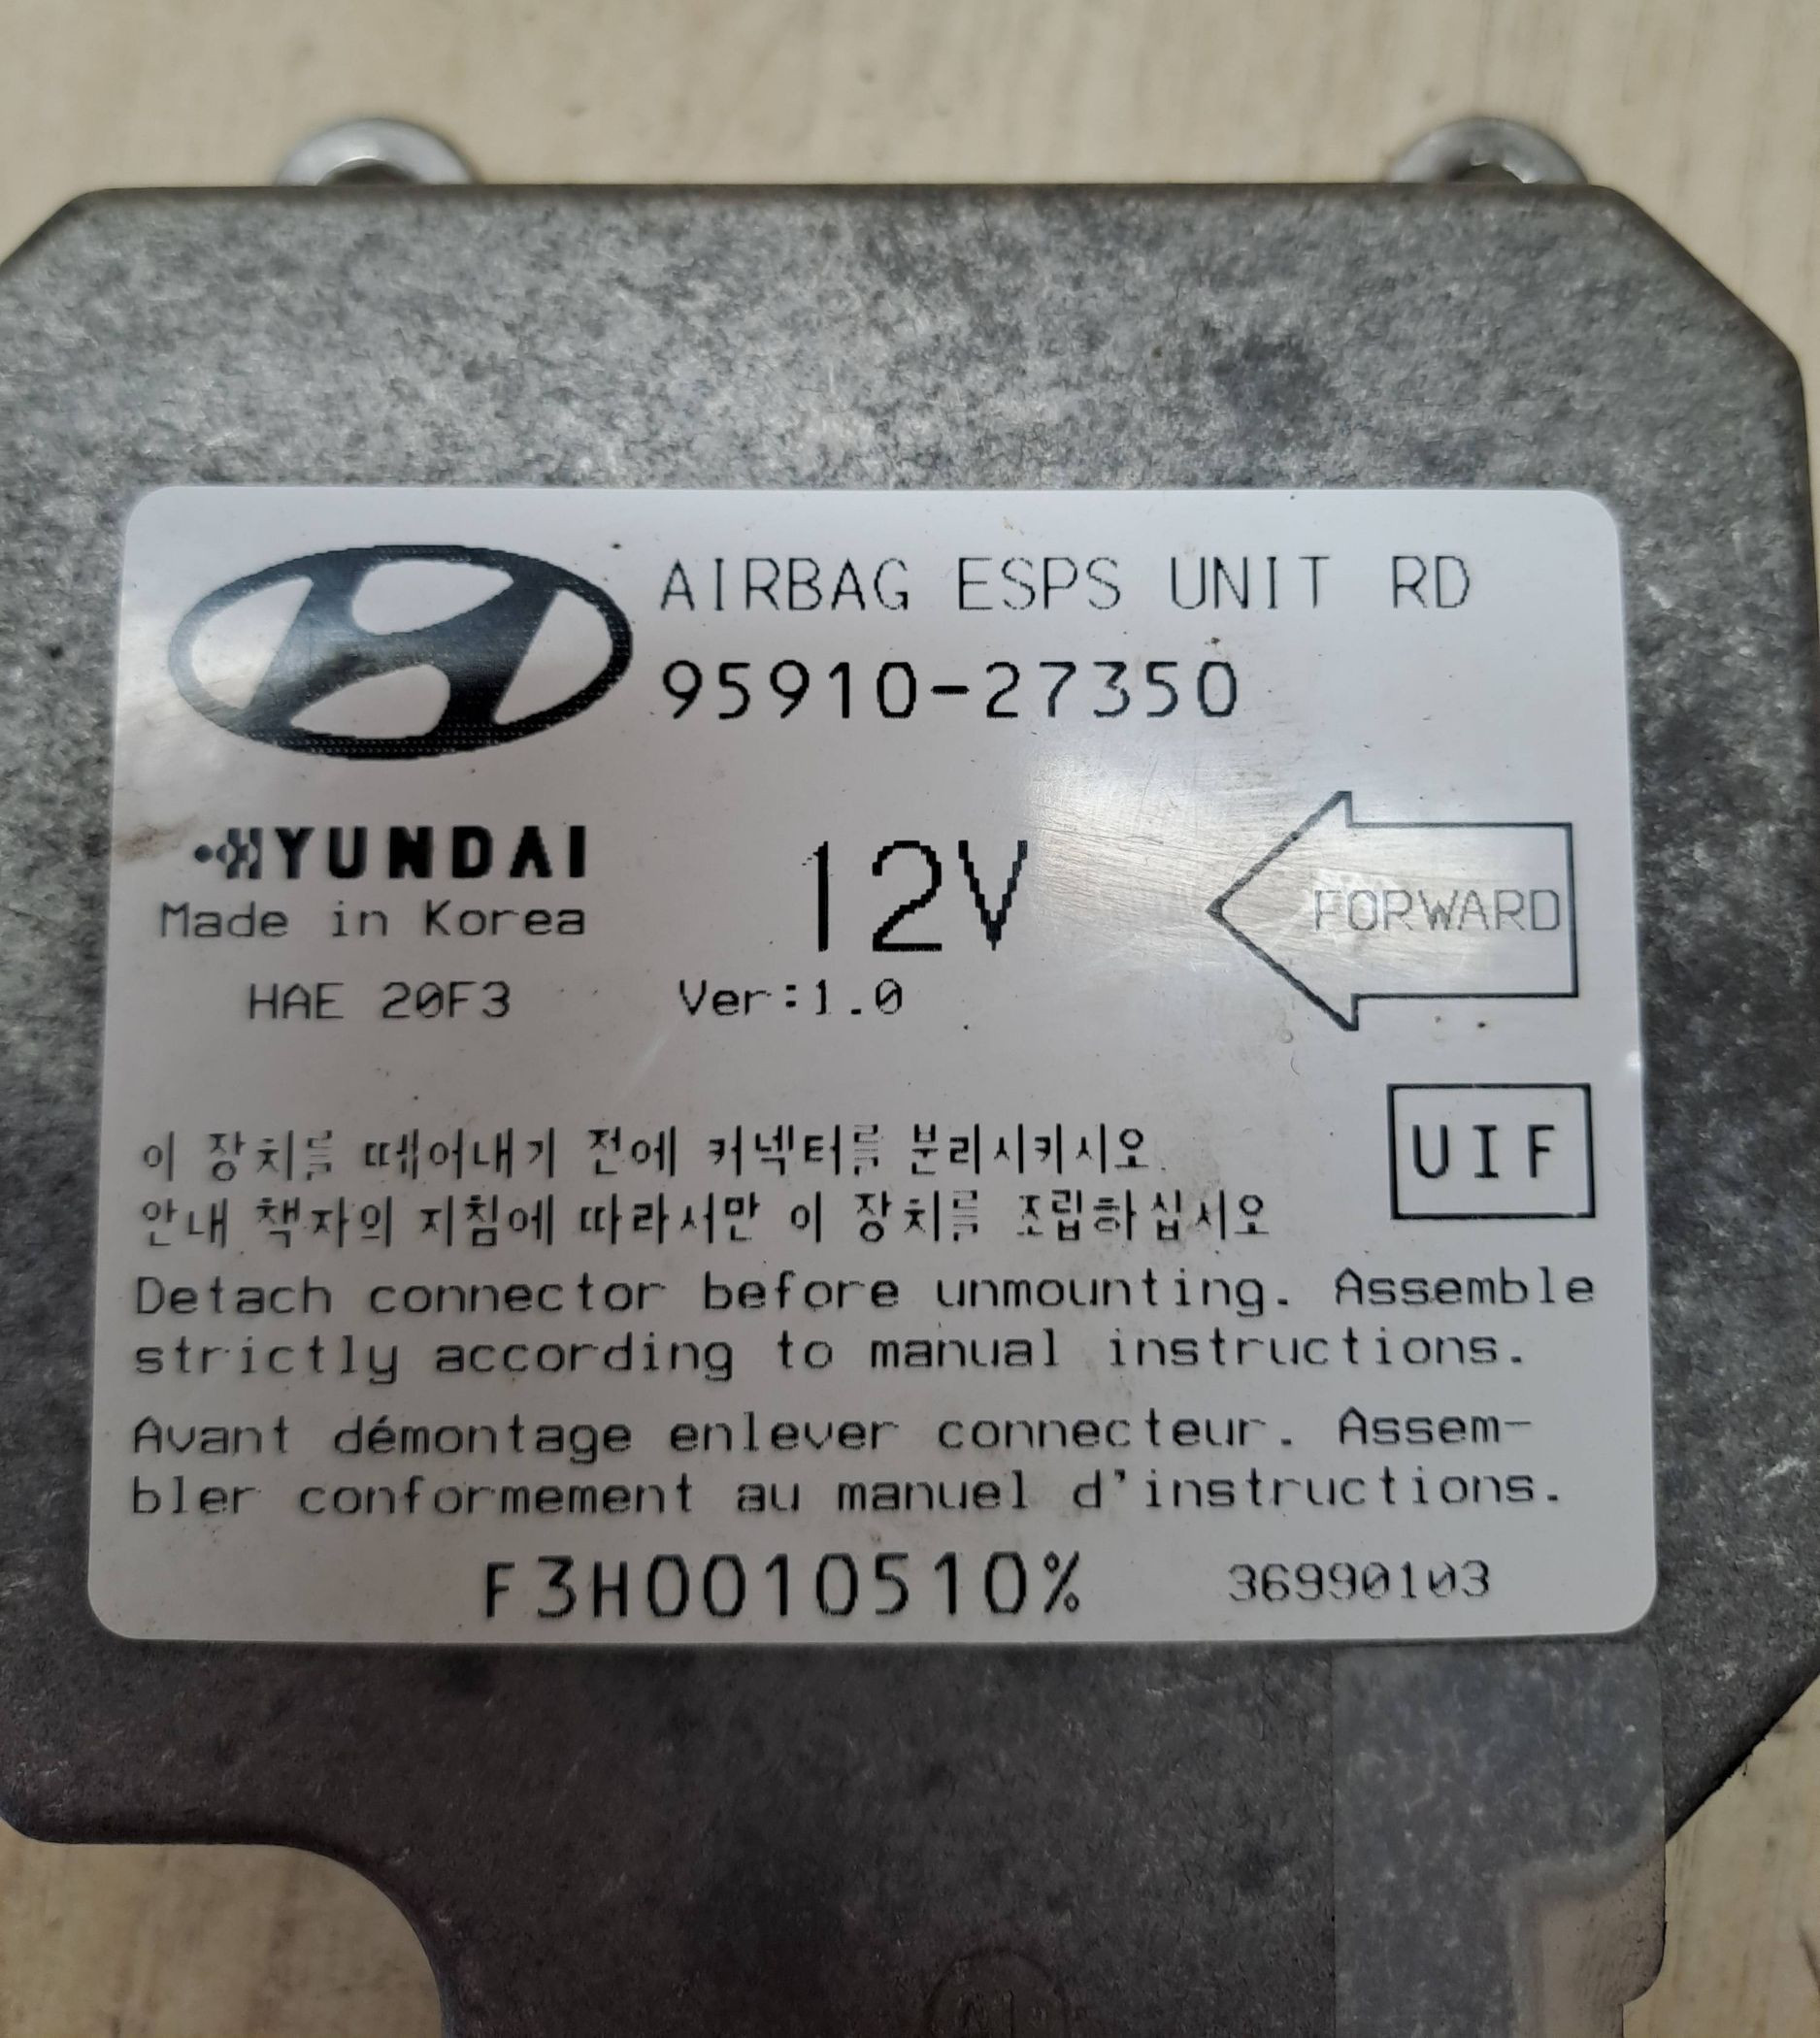 AIRBAG ESPS UNIT RD
95910-27350
HYUNDAI
Made in Korea
12V
FORWARD
HAE 20F3
Ver:1.0
이 장치를 떼어내기 전에 커넥터를 분리시키시오.
안내 책자의 지침에 따라서만 이 장치를 조립하십시오
UIF
Detach connector before unmounting. Assemble
strictly according to manual instructions.
Avant démontage enlever connecteur. Assem-
bler conformement au manuel d'instructions.
F3H0010510%
36990103